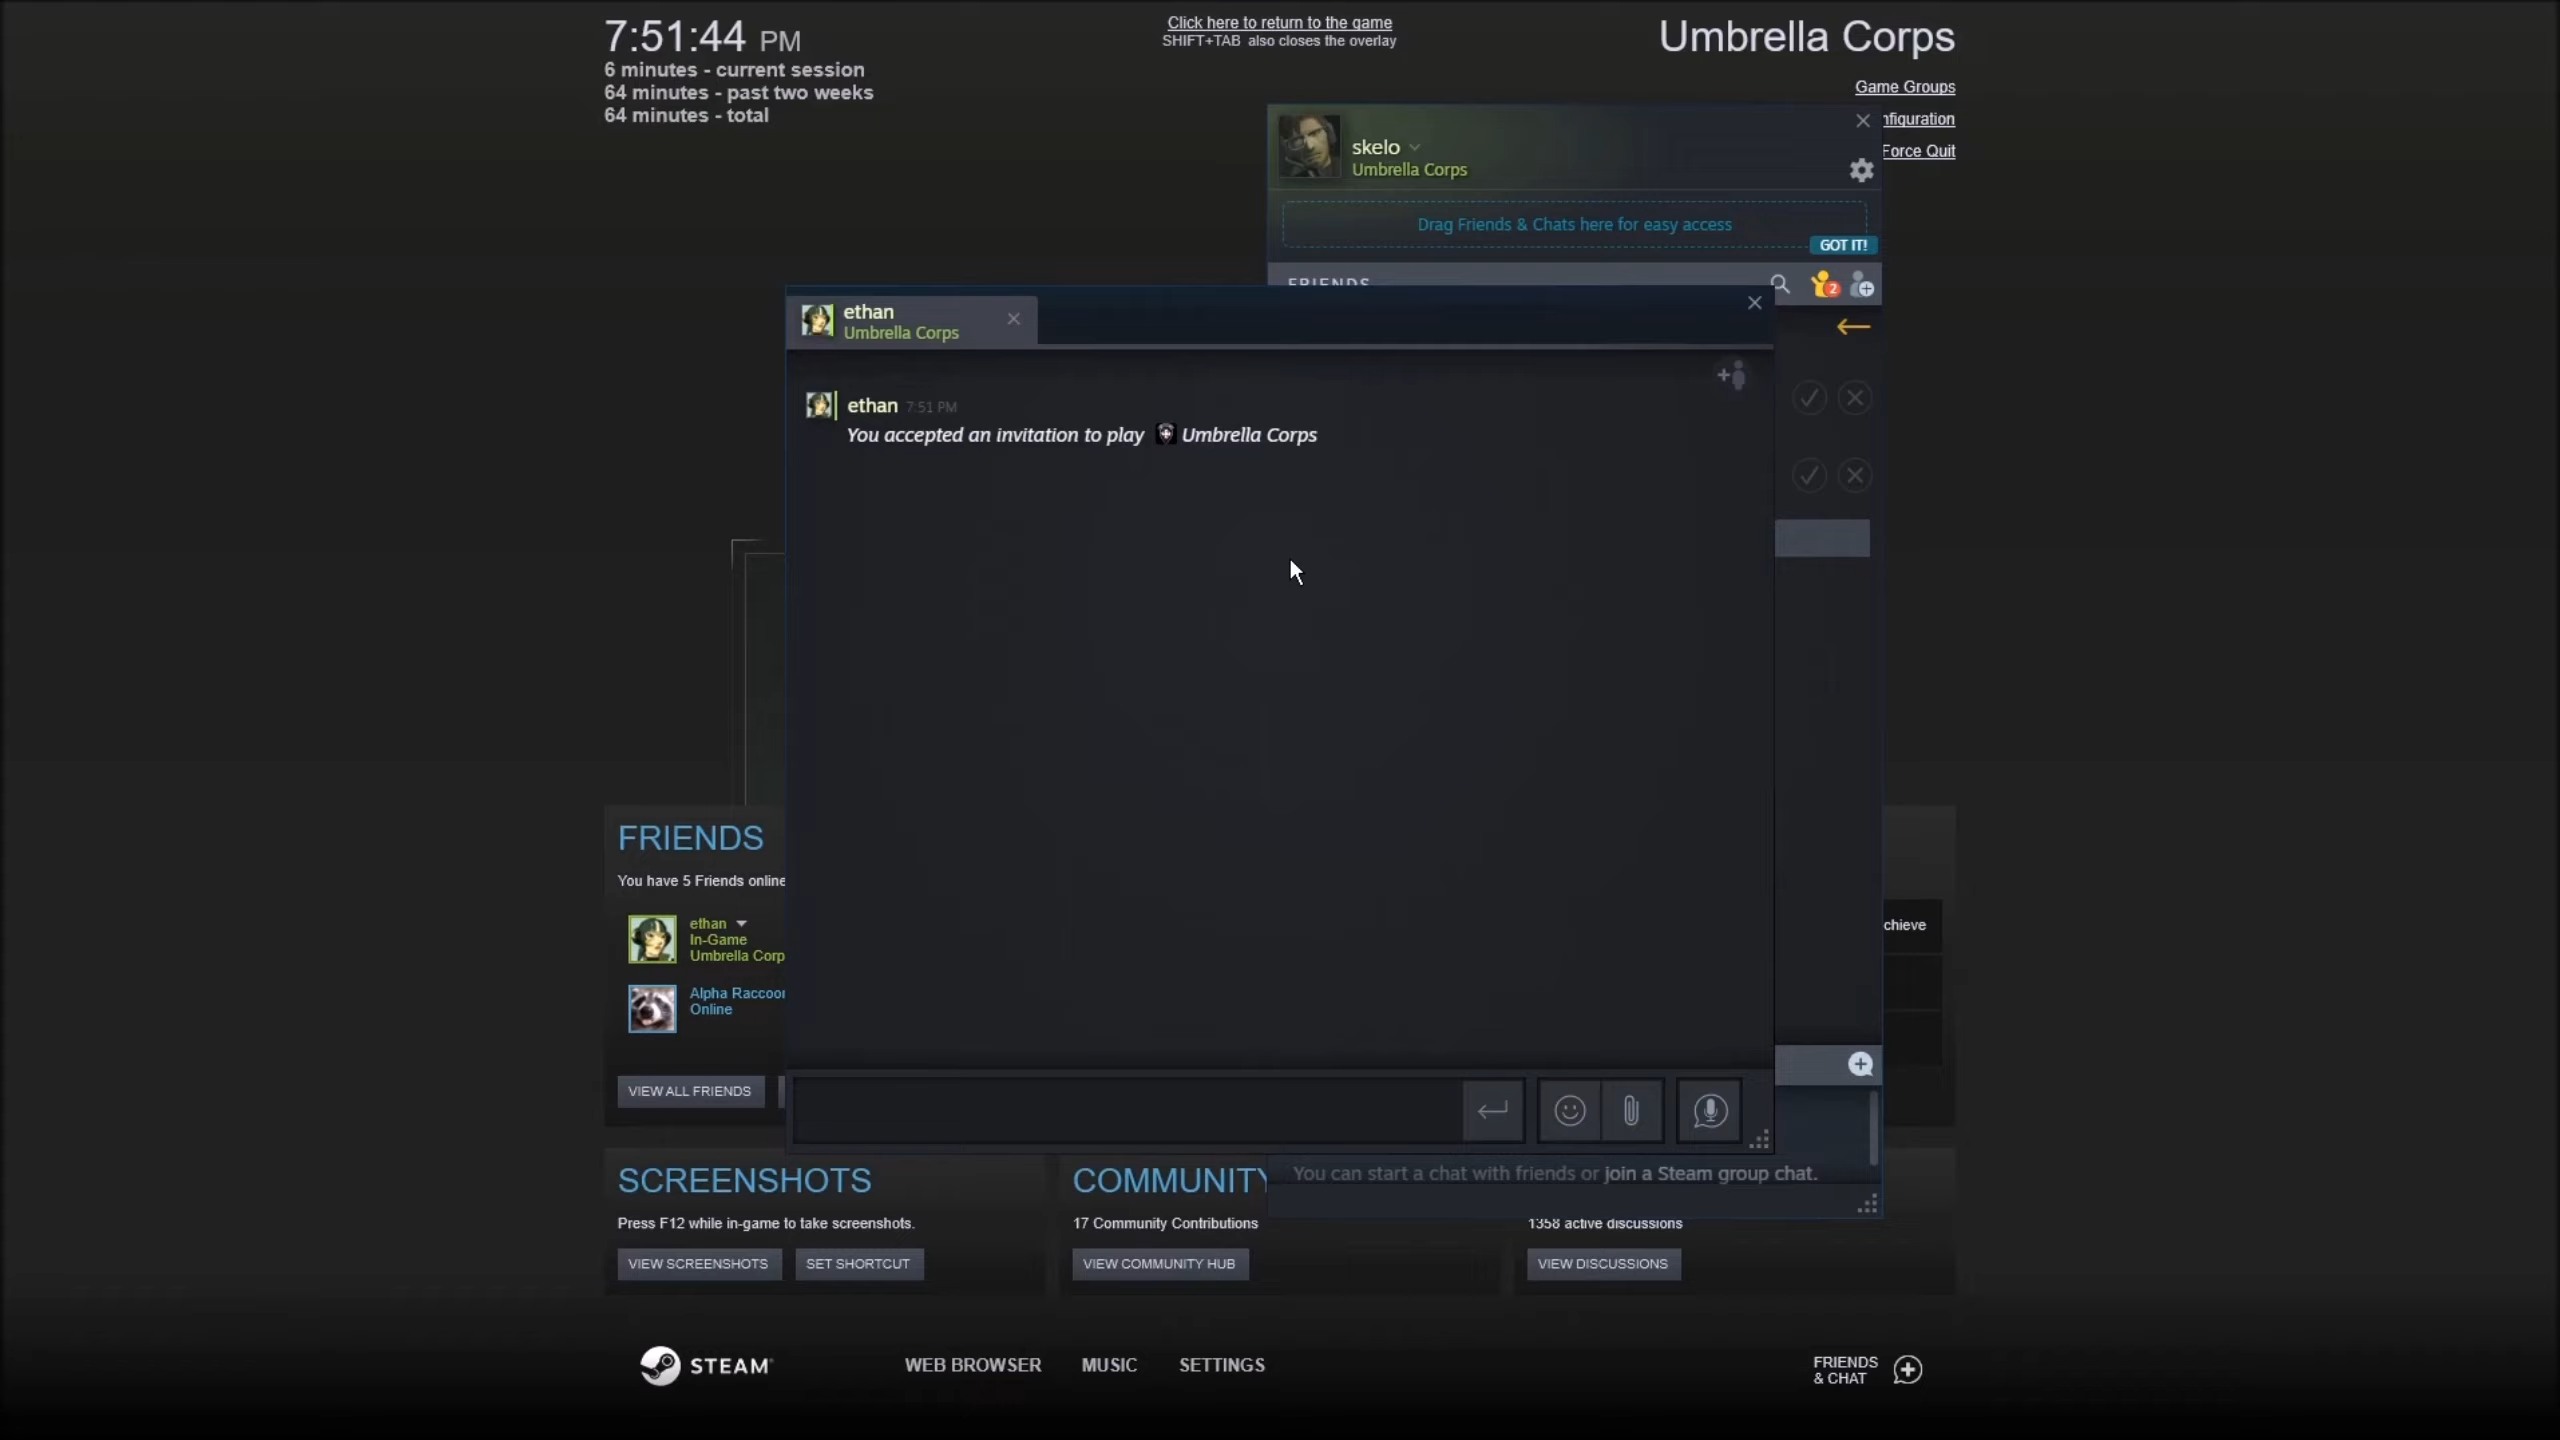 7:51:44 PM
6 minutes - current session
64 minutes - past two weeks
64 minutes - total
Click here to return to the game
SHIFT+TAB also closes the overlay
Umbrella Corps
Game Groups
nfiguration
Force Quit
skelo
Umbrella Corps
Drag Friends & Chats here for easy access
GOT IT!
FRIENDS
2
ethan
Umbrella Corps
ethan 7:51 PM
You accepted an invitation to play Umbrella Corps
FRIENDS
You have 5 Friends online
ethan
In-Game
Umbrella Corp
Alpha Raccoon
Online
VIEW ALL FRIENDS
chieve
You can start a chat with friends or join a Steam group chat.
SCREENSHOTS
Press F12 while in-game to take screenshots.
VIEW SCREENSHOTS
SET SHORTCUT
COMMUNITY
17 Community Contributions
VIEW COMMUNITY HUB
1358 active discussions
VIEW DISCUSSIONS
STEAM
WEB BROWSER
MUSIC
SETTINGS
FRIENDS
& CHAT